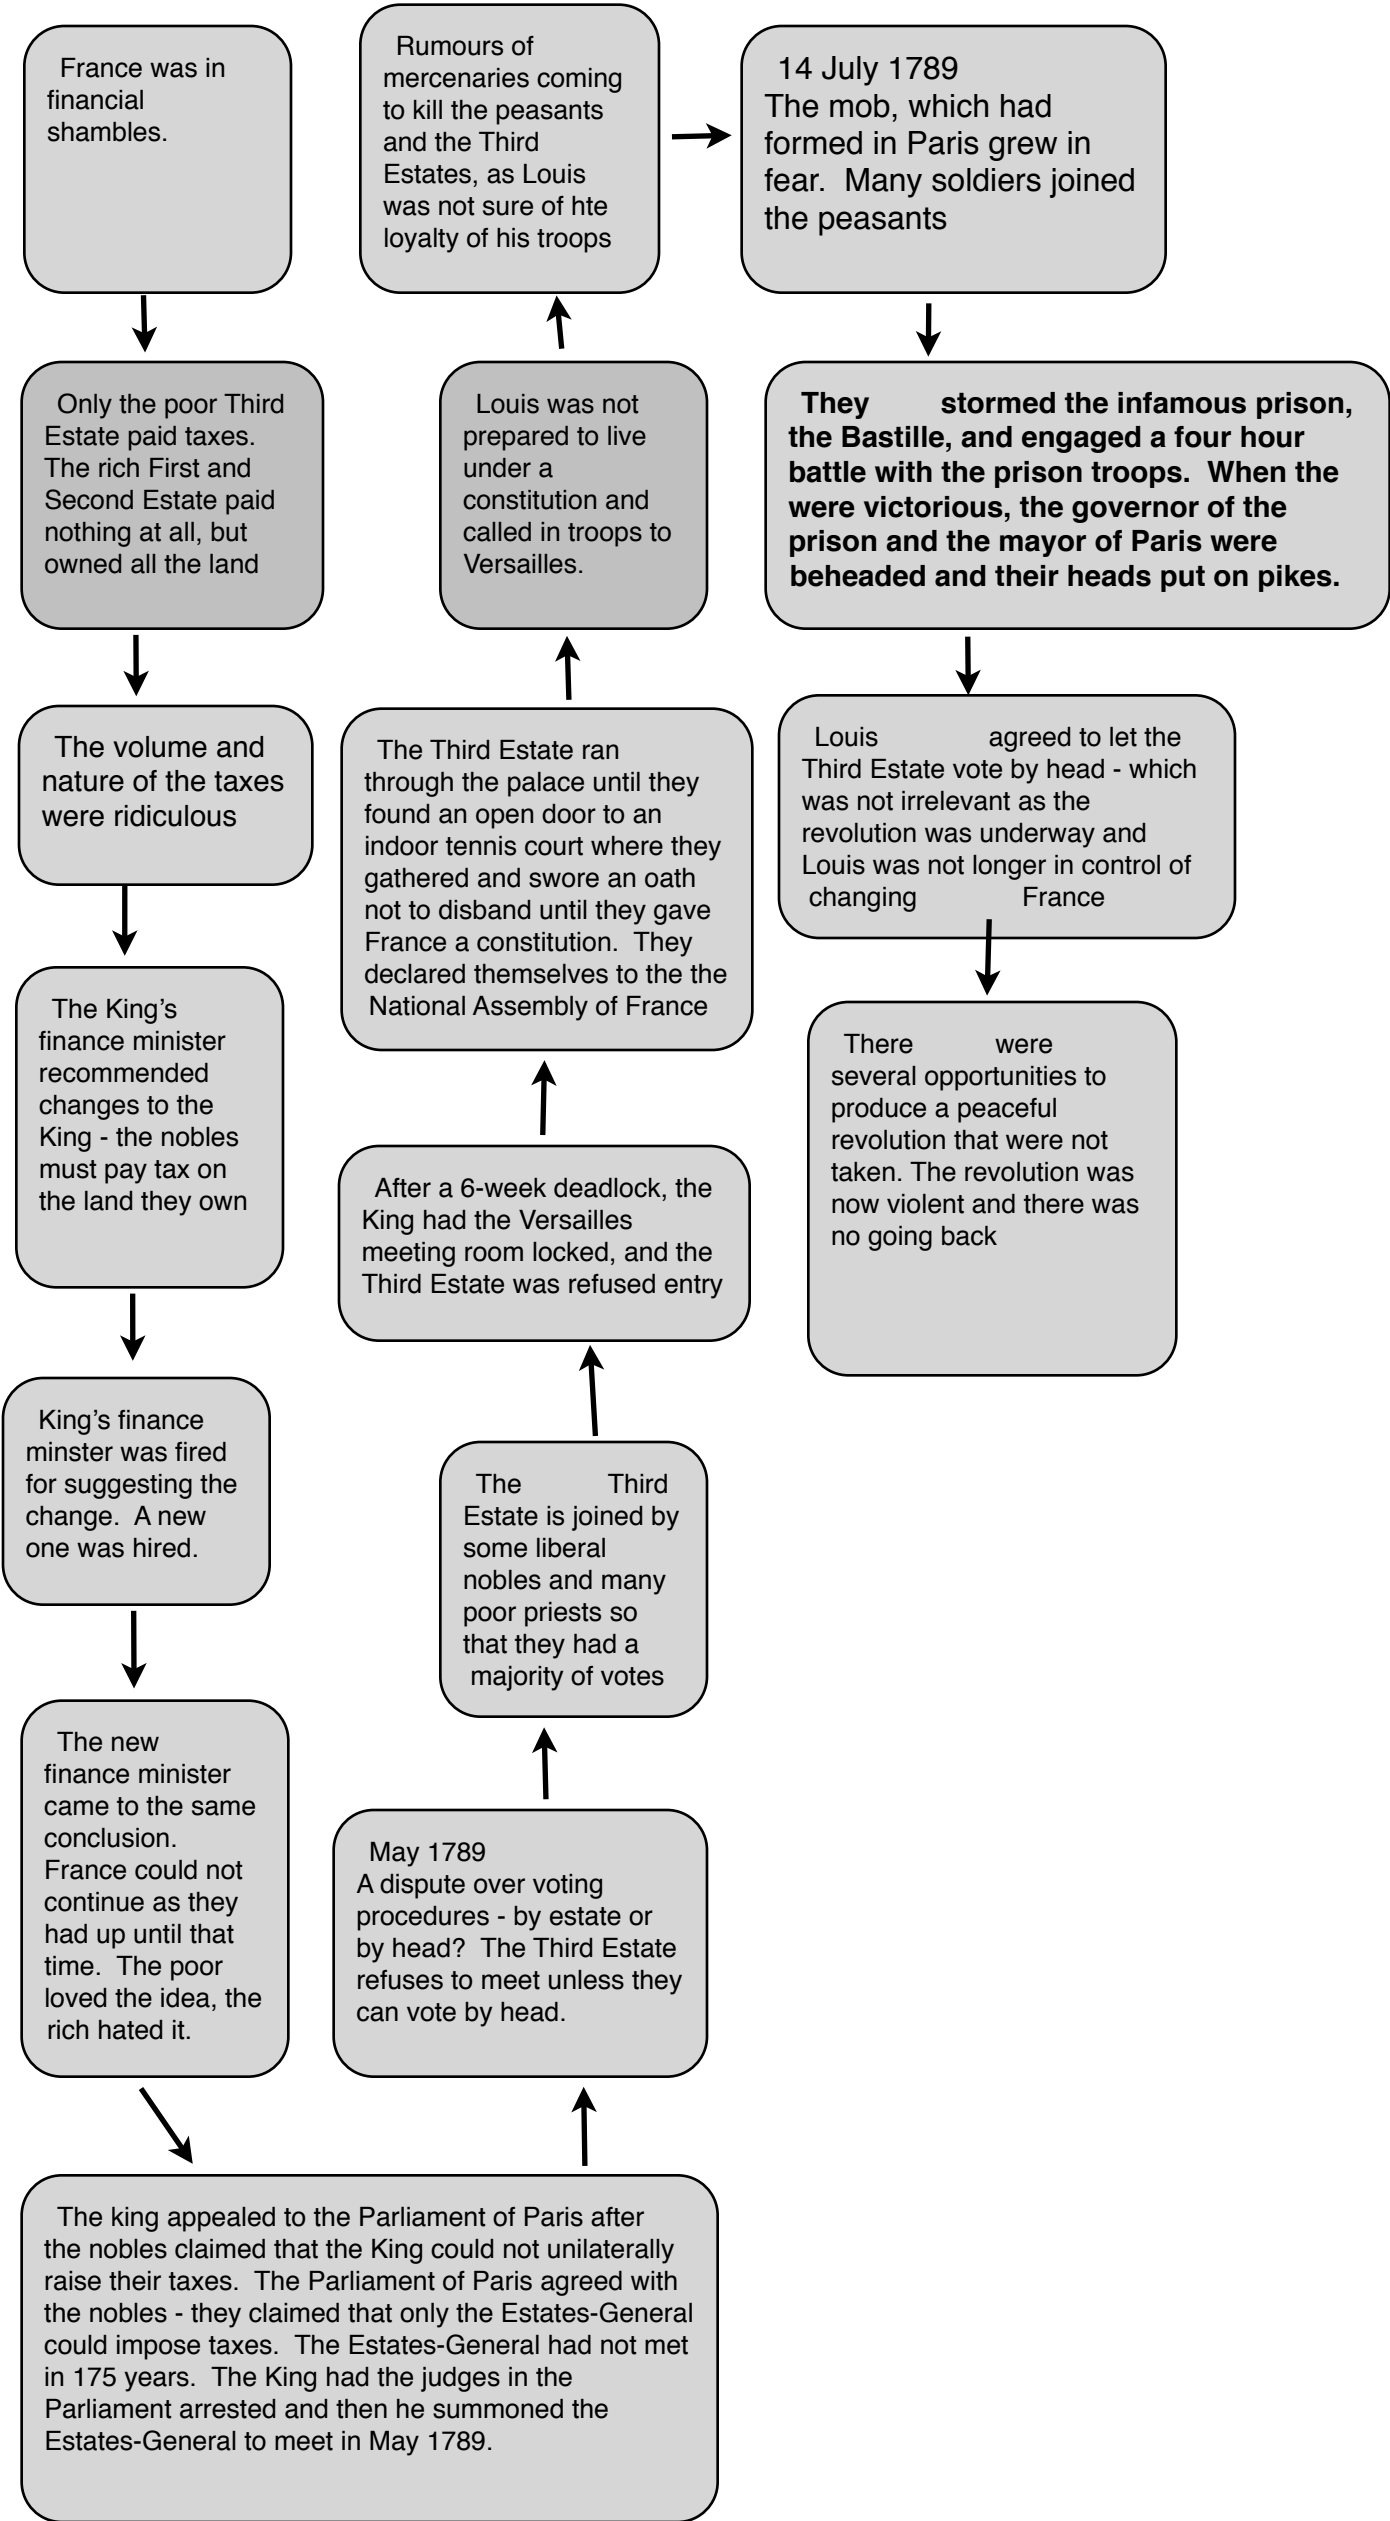 France was in
financial
shambles.
Only the poor Third
Estate paid taxes.
The rich First and
Second Estate paid
nothing at all, but
owned all the land
The volume and
nature of the taxes
were ridiculous
The King's
finance minister
recommended
changes to the
King - the nobles
must pay tax on
the land they own
King's finance
minster was fired
for suggesting the
change.  A new
one was hired.
The new
finance minister
came to the same
conclusion.
France could not
continue as they
had up until that
time.  The poor
loved the idea, the
rich hated it.
The king appealed to the Parliament of Paris after
the nobles claimed that the King could not unilaterally
raise their taxes.  The Parliament of Paris agreed with
the nobles - they claimed that only the Estates-General
could impose taxes.  The Estates-General had not met
in 175 years.  The King had the judges in the
Parliament arrested and then he summoned the
Estates-General to meet in May 1789.
May 1789
A dispute over voting
procedures - by estate or
by head?  The Third Estate
refuses to meet unless they
can vote by head.
The Third
Estate is joined by
some liberal
nobles and many
poor priests so
that they had a
majority of votes
After a 6-week deadlock, the
King had the Versailles
meeting room locked, and the
Third Estate was refused entry
The Third Estate ran
through the palace until they
found an open door to an
indoor tennis court where they
gathered and swore an oath
not to disband until they gave
France a constitution.  They
declared themselves to the the
National Assembly of France
Louis was not
prepared to live
under a
constitution and
called in troops to
Versailles.
Rumours of
mercenaries coming
to kill the peasants
and the Third
Estates, as Louis
was not sure of hte
loyalty of his troops
14 July 1789
The mob, which had
formed in Paris grew in
fear.  Many soldiers joined
the peasants
They stormed the infamous prison,
the Bastille, and engaged a four hour
battle with the prison troops.  When the
were victorious, the governor of the
prison and the mayor of Paris were
beheaded and their heads put on pikes.
Louis agreed to let the
Third Estate vote by head - which
was not irrelevant as the
revolution was underway and
Louis was not longer in control of
changing France
There were
several opportunities to
produce a peaceful
revolution that were not
taken. The revolution was
now violent and there was
no going back